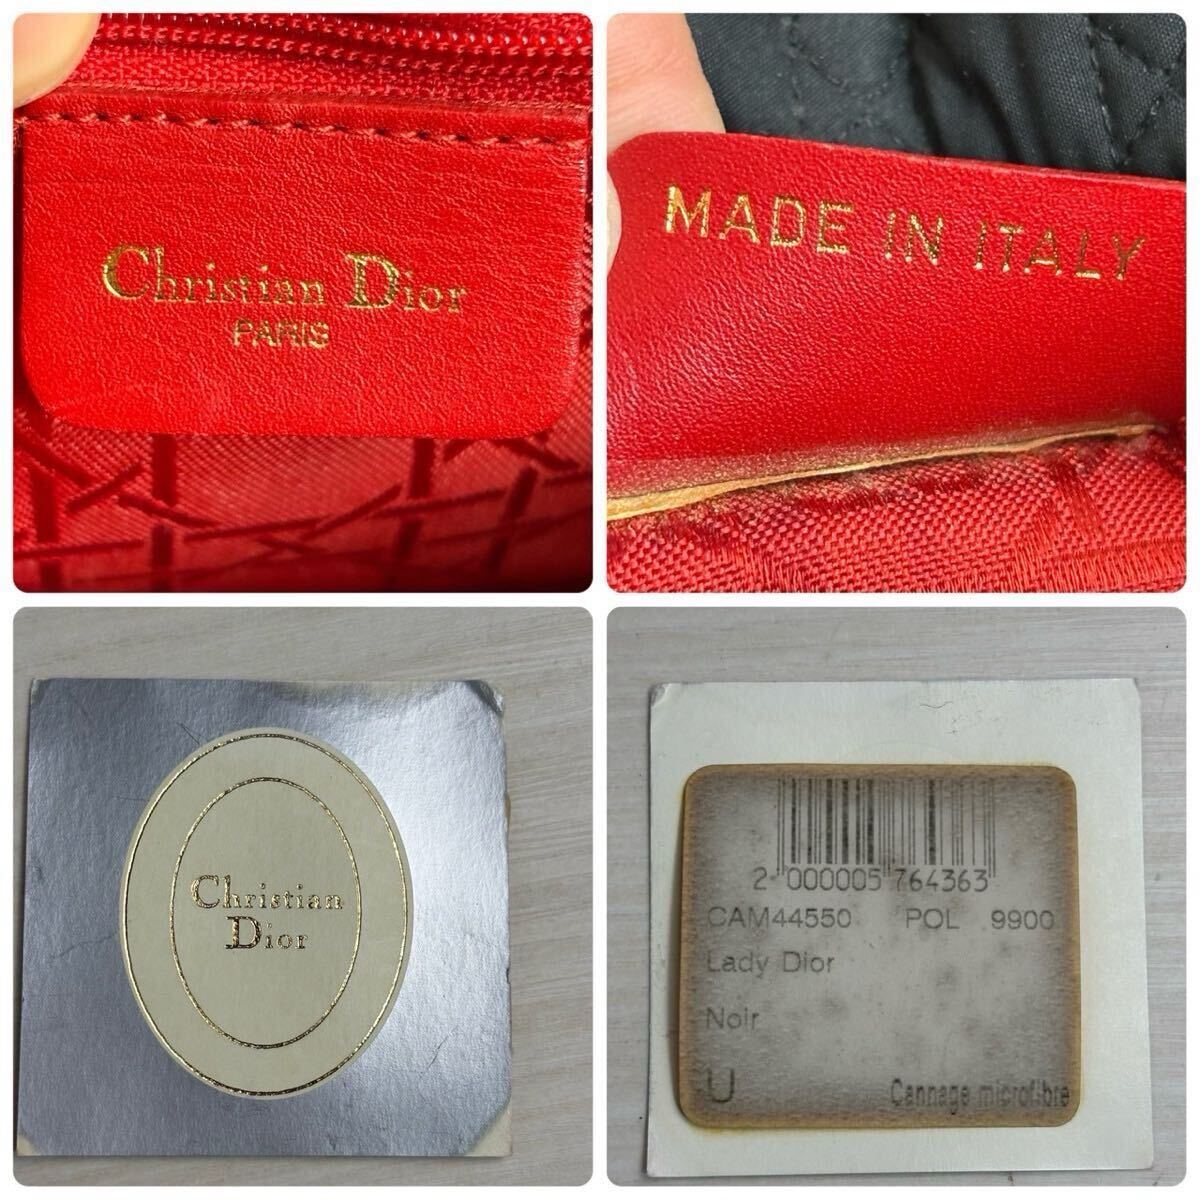 Christian Dior
PARIS
MADE IN ITALY
Christian
Dior
2 000005 764363
CAM44550 POL 9900
Lady Dior
Noir
U Cannage microfibre